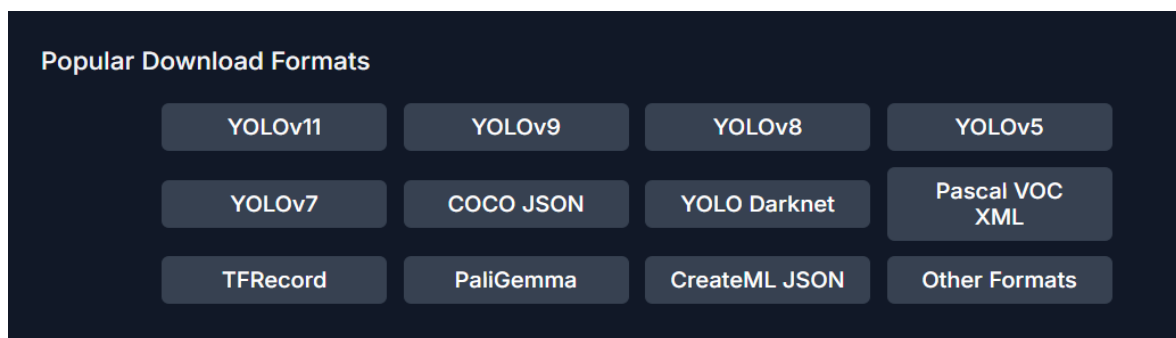 Popular Download Formats
YOLOv11
YOLOv9
YOLOv8
YOLOv5
YOLOv7
COCO JSON
YOLO Darknet
Pascal VOC
XML
TFRecord
PaliGemma
CreateML JSON
Other Formats